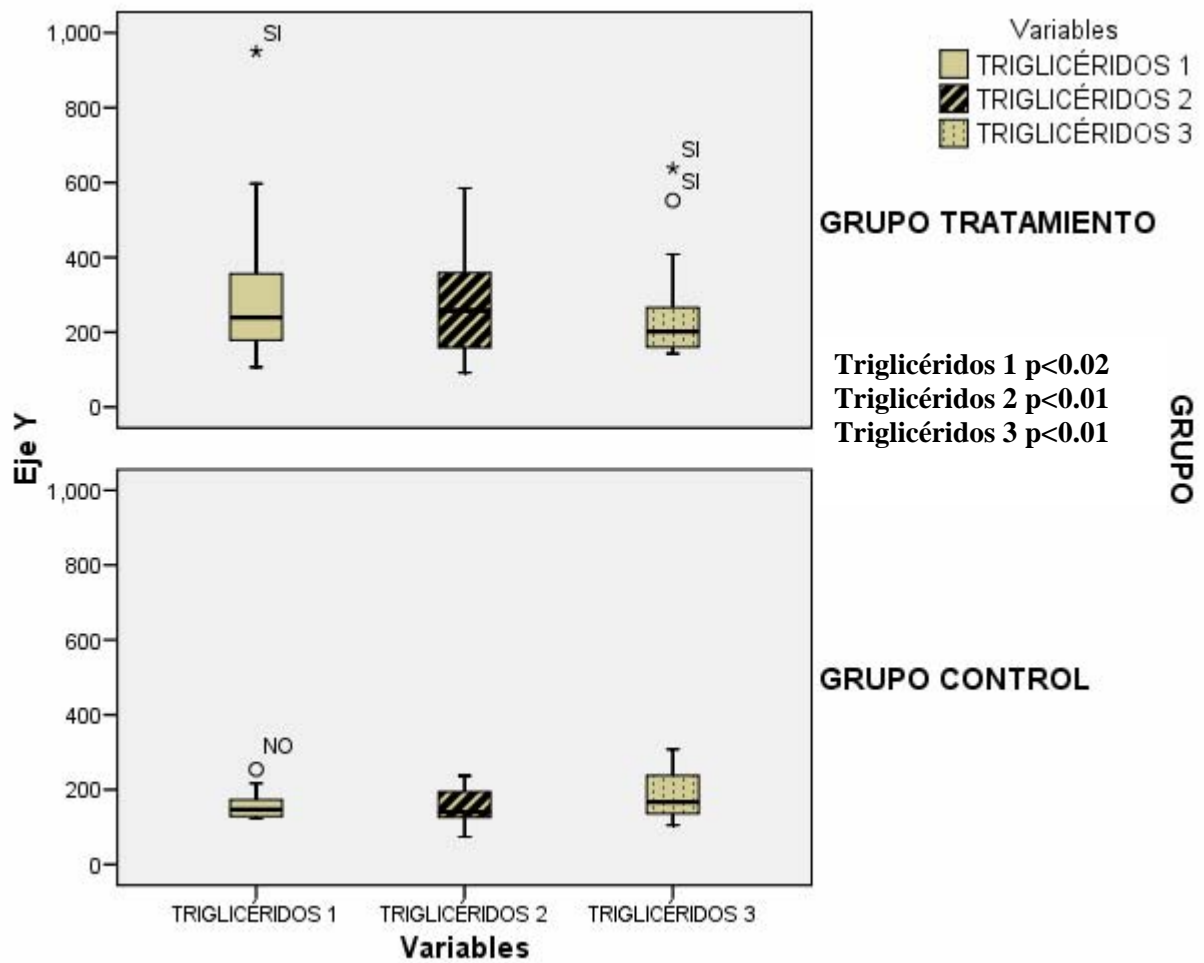 Variables
TRIGLICÉRIDOS 1
TRIGLICÉRIDOS 2
TRIGLICÉRIDOS 3
1,000
800
600
400
200
0
SI
SI
SI
GRUPO TRATAMIENTO
Triglicéridos 1 p<0.02
Triglicéridos 2 p<0.01
Triglicéridos 3 p<0.01
GRUPO
Eje Y
1,000
800
600
400
200
0
NO
GRUPO CONTROL
TRIGLICÉRIDOS 1 TRIGLICÉRIDOS 2 TRIGLICÉRIDOS 3
Variables